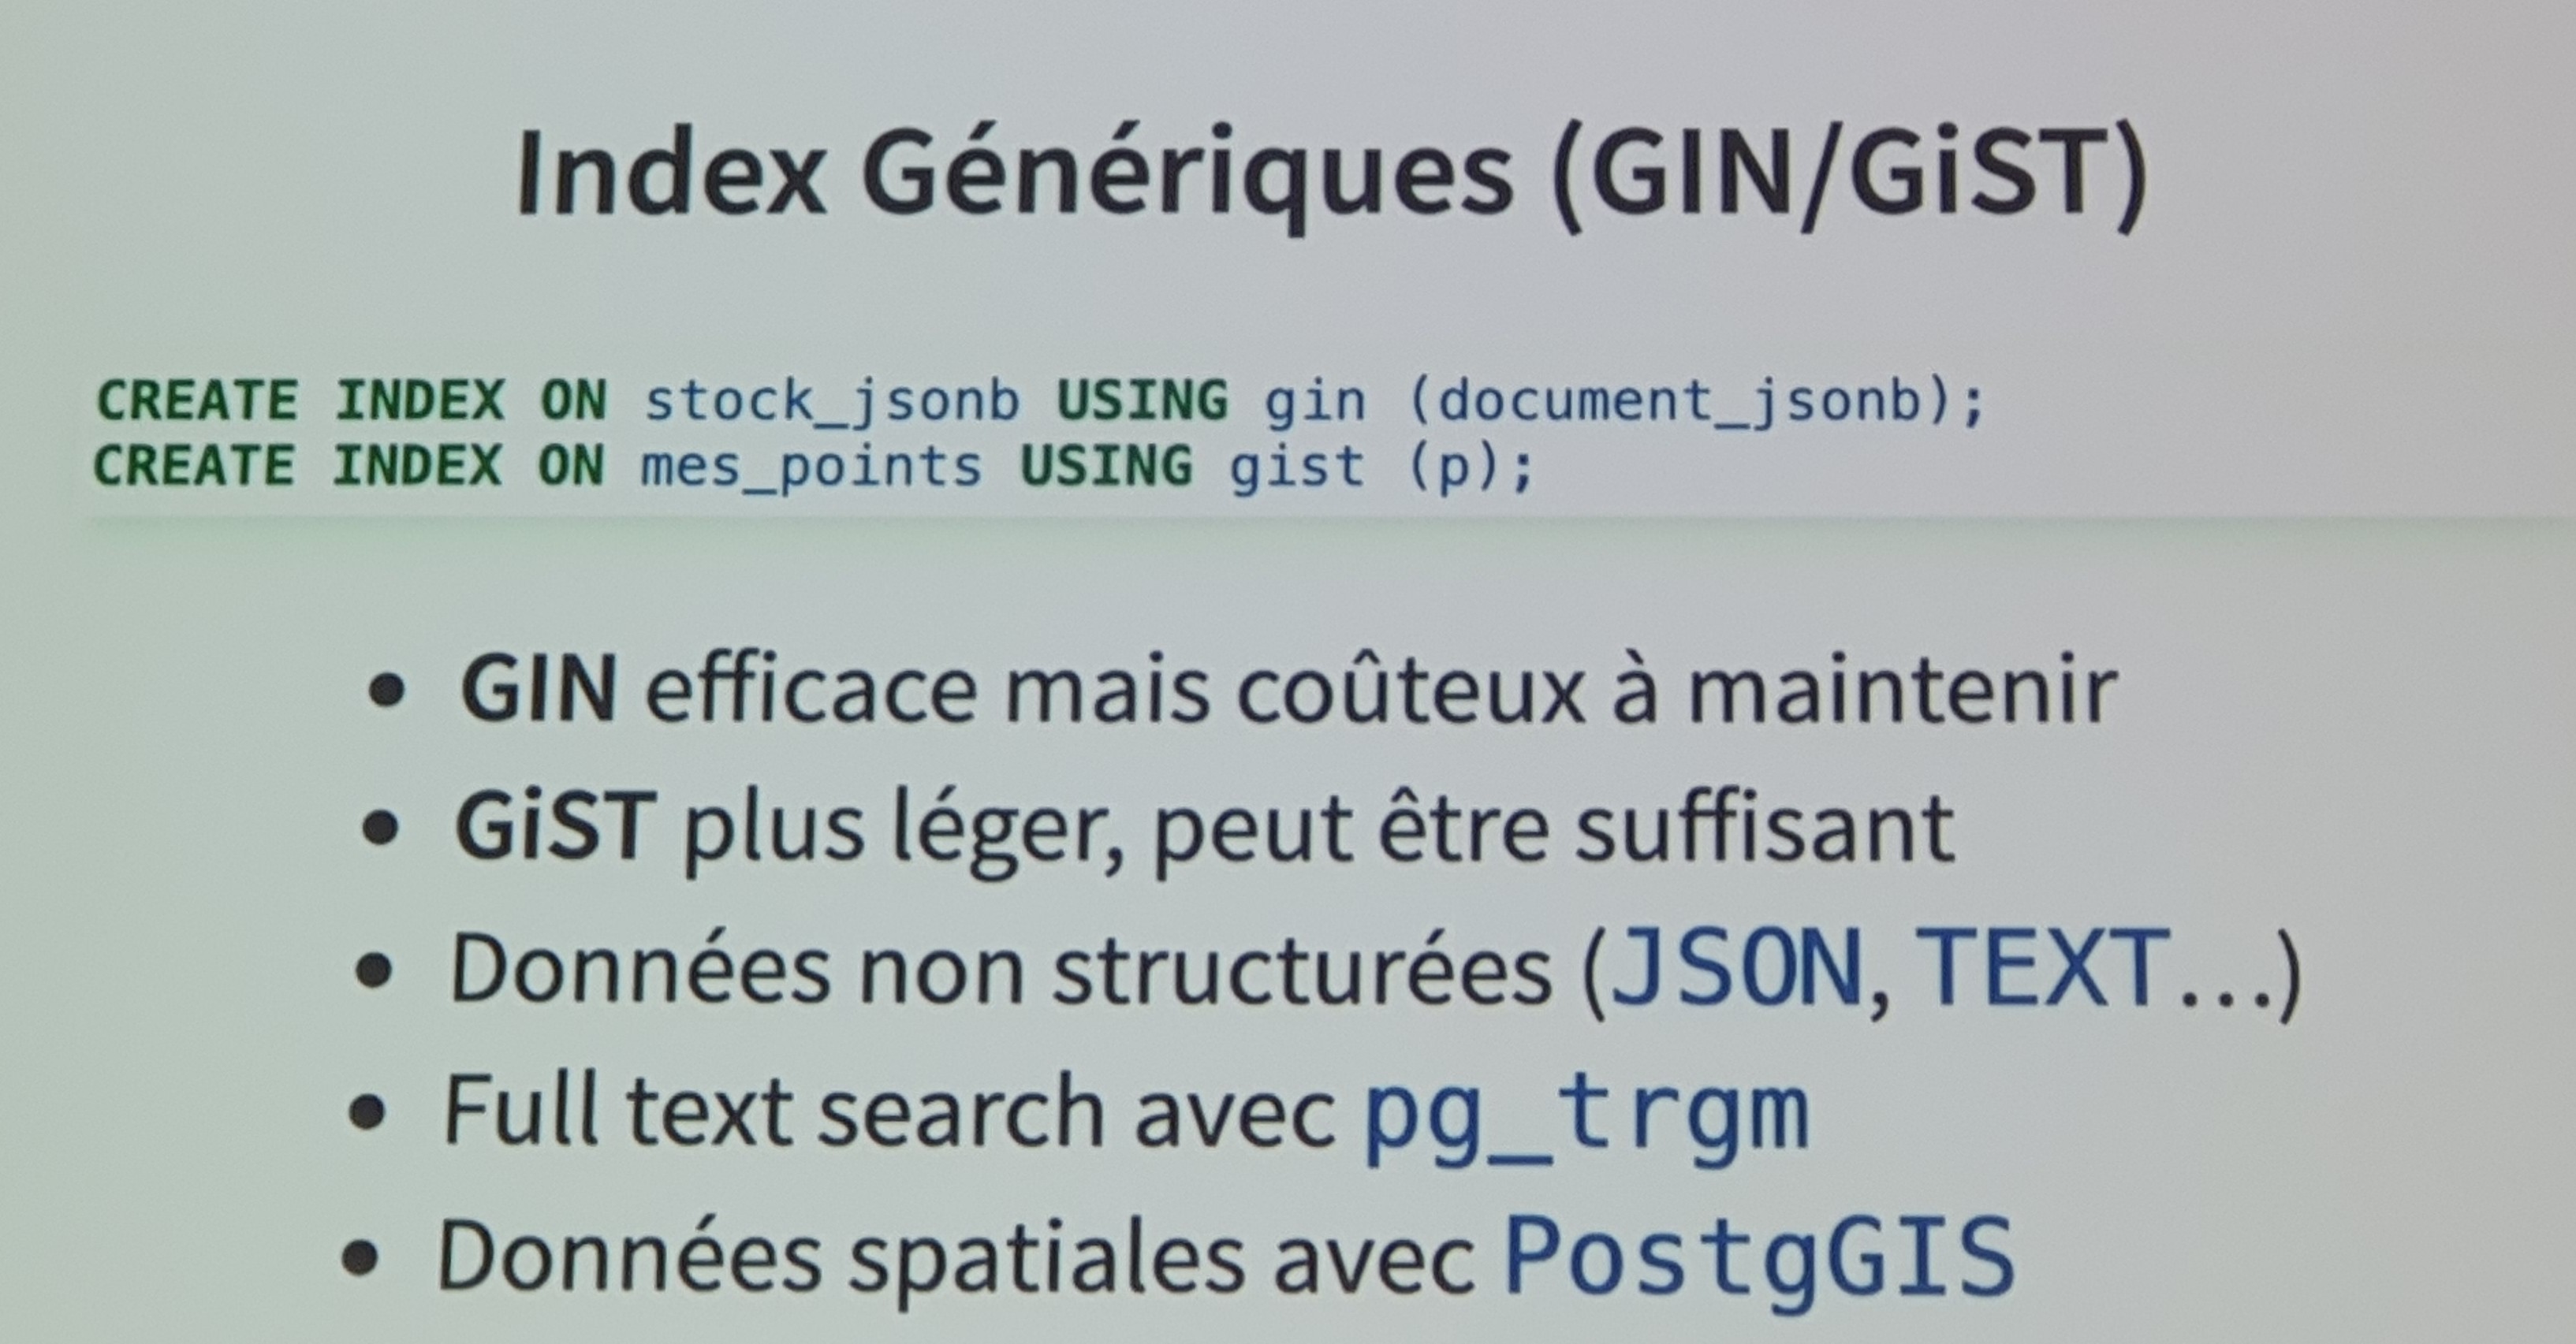 Index Génériques (GIN/GiST)
CREATE INDEX ON stock_jsonb USING gin (document_jsonb);
CREATE INDEX ON mes_points USING gist (p);
• GIN efficace mais coûteux à maintenir
• GiST plus léger, peut être suffisant
• Données non structurées (JSON, TEXT…)
• Full text search avec pg_trgm
• Données spatiales avec PostgGIS